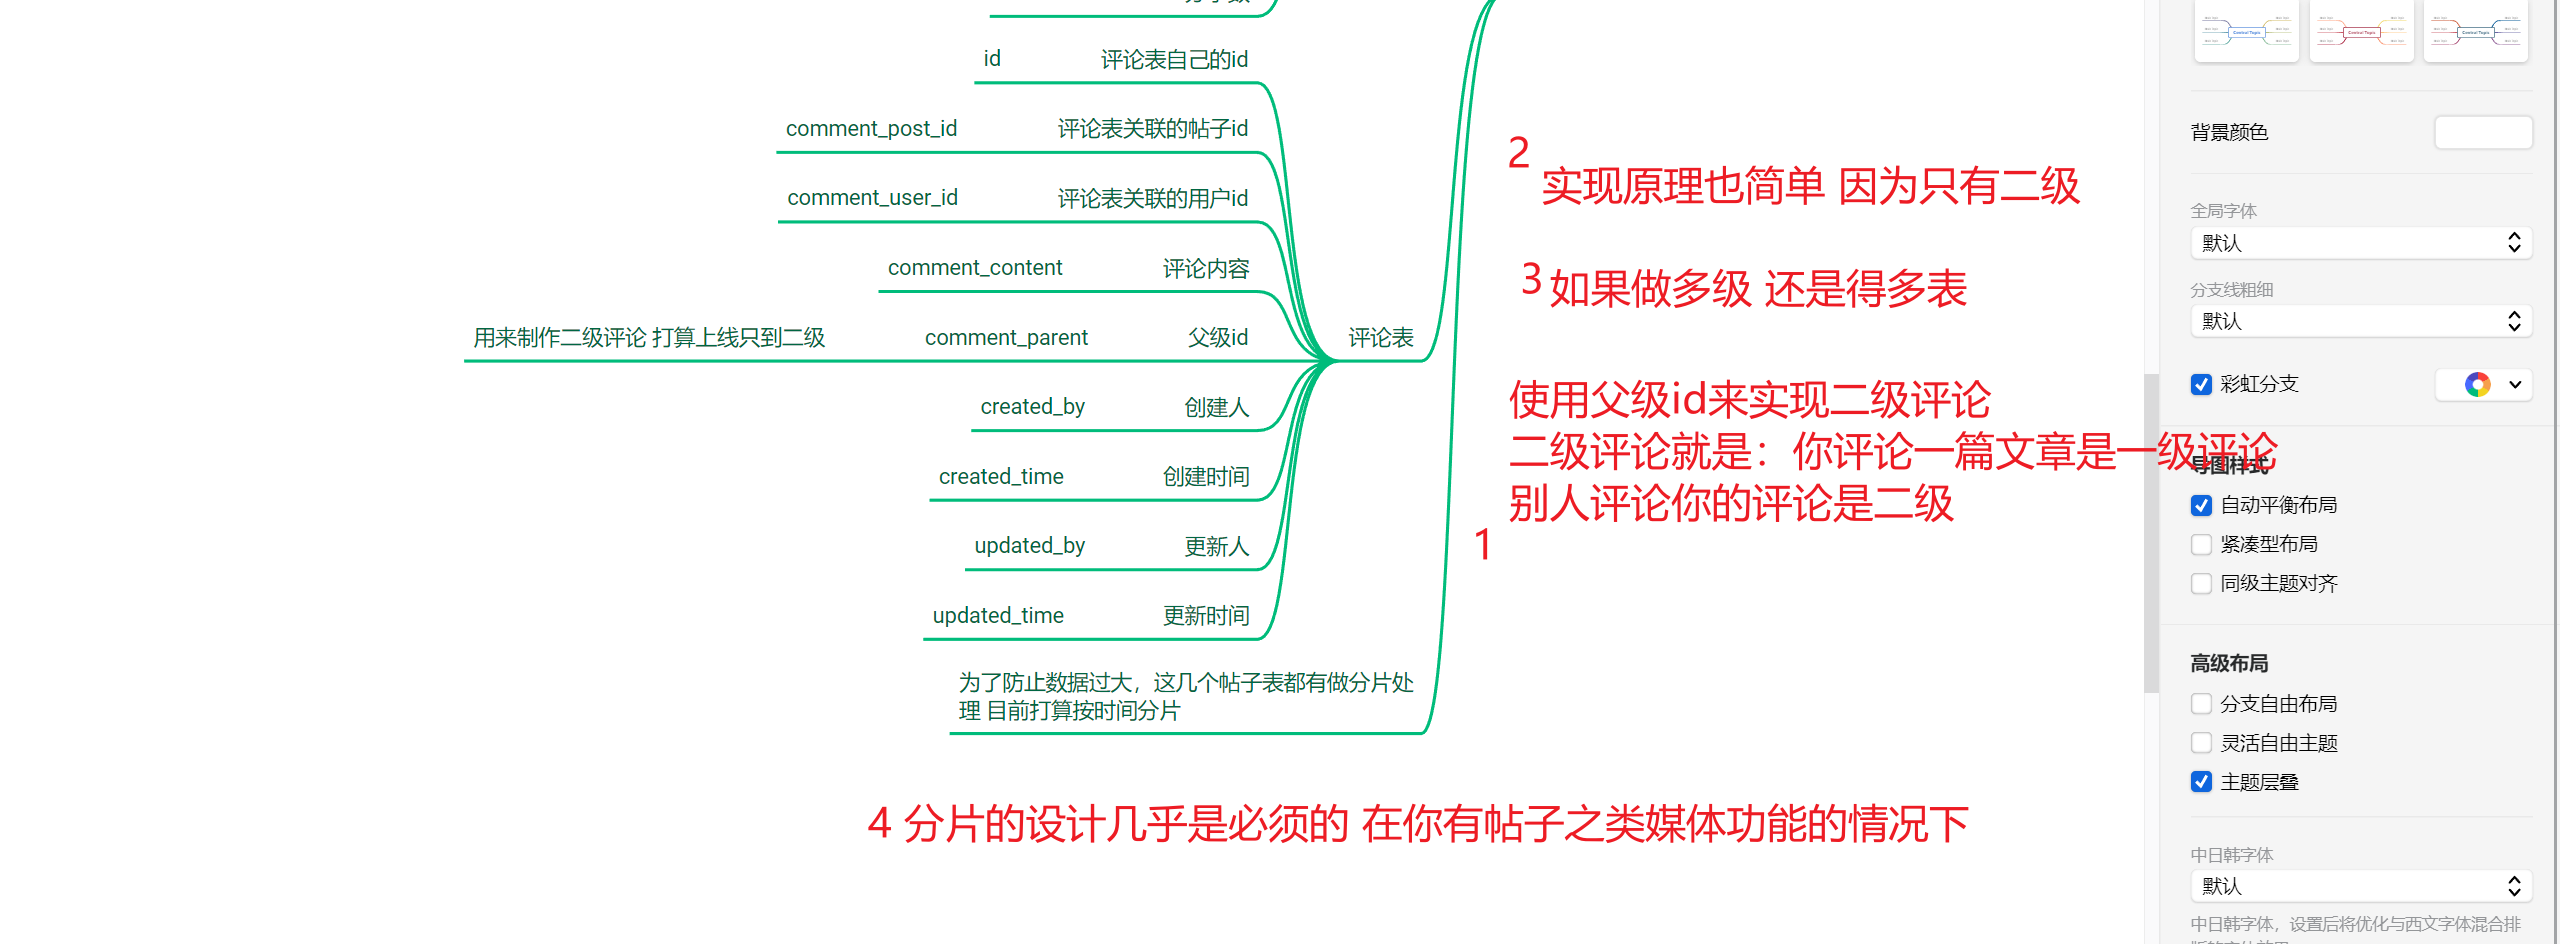 id 评论表自己的id
comment_post_id 评论表关联的帖子id
comment_user_id 评论表关联的用户id
comment_content 评论内容
用来制作二级评论 打算上线只到二级 comment_parent 父级id 评论表
created_by 创建人
created_time 创建时间
updated_by 更新人
updated_time 更新时间
为了防止数据过大，这几个帖子表都有做分片处
理 目前打算按时间分片
2 实现原理也简单 因为只有二级
3 如果做多级 还是得多表
使用父级id来实现二级评论
二级评论就是：你评论一篇文章是一级评论
别人评论你的评论是二级
1
4 分片的设计几乎是必须的 在你有帖子之类媒体功能的情况下
Central Topic
Central Topic
Central Topic
背景颜色
全局字体
默认
分支线粗细
默认
彩虹分支
导图样式
自动平衡布局
紧凑型布局
同级主题对齐
高级布局
分支自由布局
灵活自由主题
主题层叠
中日韩字体
默认
中日韩字体，设置后将优化与西文字体混合排